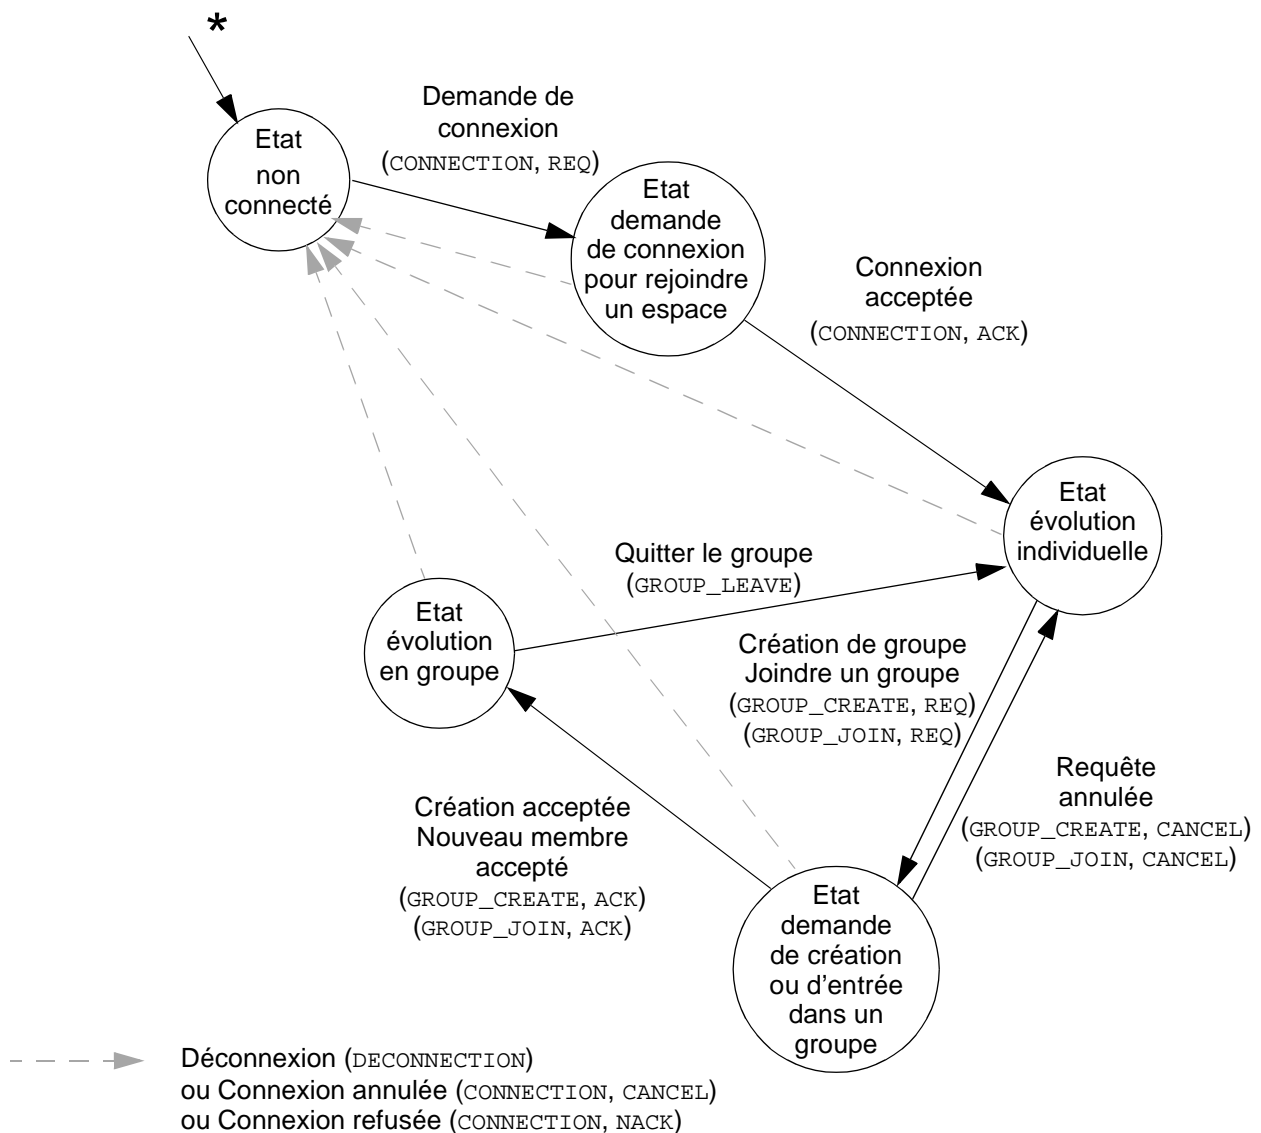 *
Demande de
connexion
(CONNECTION, REQ)
Etat
non
connecté
Etat
demande
de connexion
pour rejoindre
un espace
Connexion
acceptée
(CONNECTION, ACK)
Etat
évolution
individuelle
Quitter le groupe
(GROUP_LEAVE)
Etat
évolution
en groupe
Création de groupe
Joindre un groupe
(GROUP_CREATE, REQ)
(GROUP_JOIN, REQ)
Requête
annulée
(GROUP_CREATE, CANCEL)
(GROUP_JOIN, CANCEL)
Création acceptée
Nouveau membre
accepté
(GROUP_CREATE, ACK)
(GROUP_JOIN, ACK)
Etat
demande
de création
ou d'entrée
dans un
groupe
Déconnexion (DECONNECTION)
ou Connexion annulée (CONNECTION, CANCEL)
ou Connexion refusée (CONNECTION, NACK)